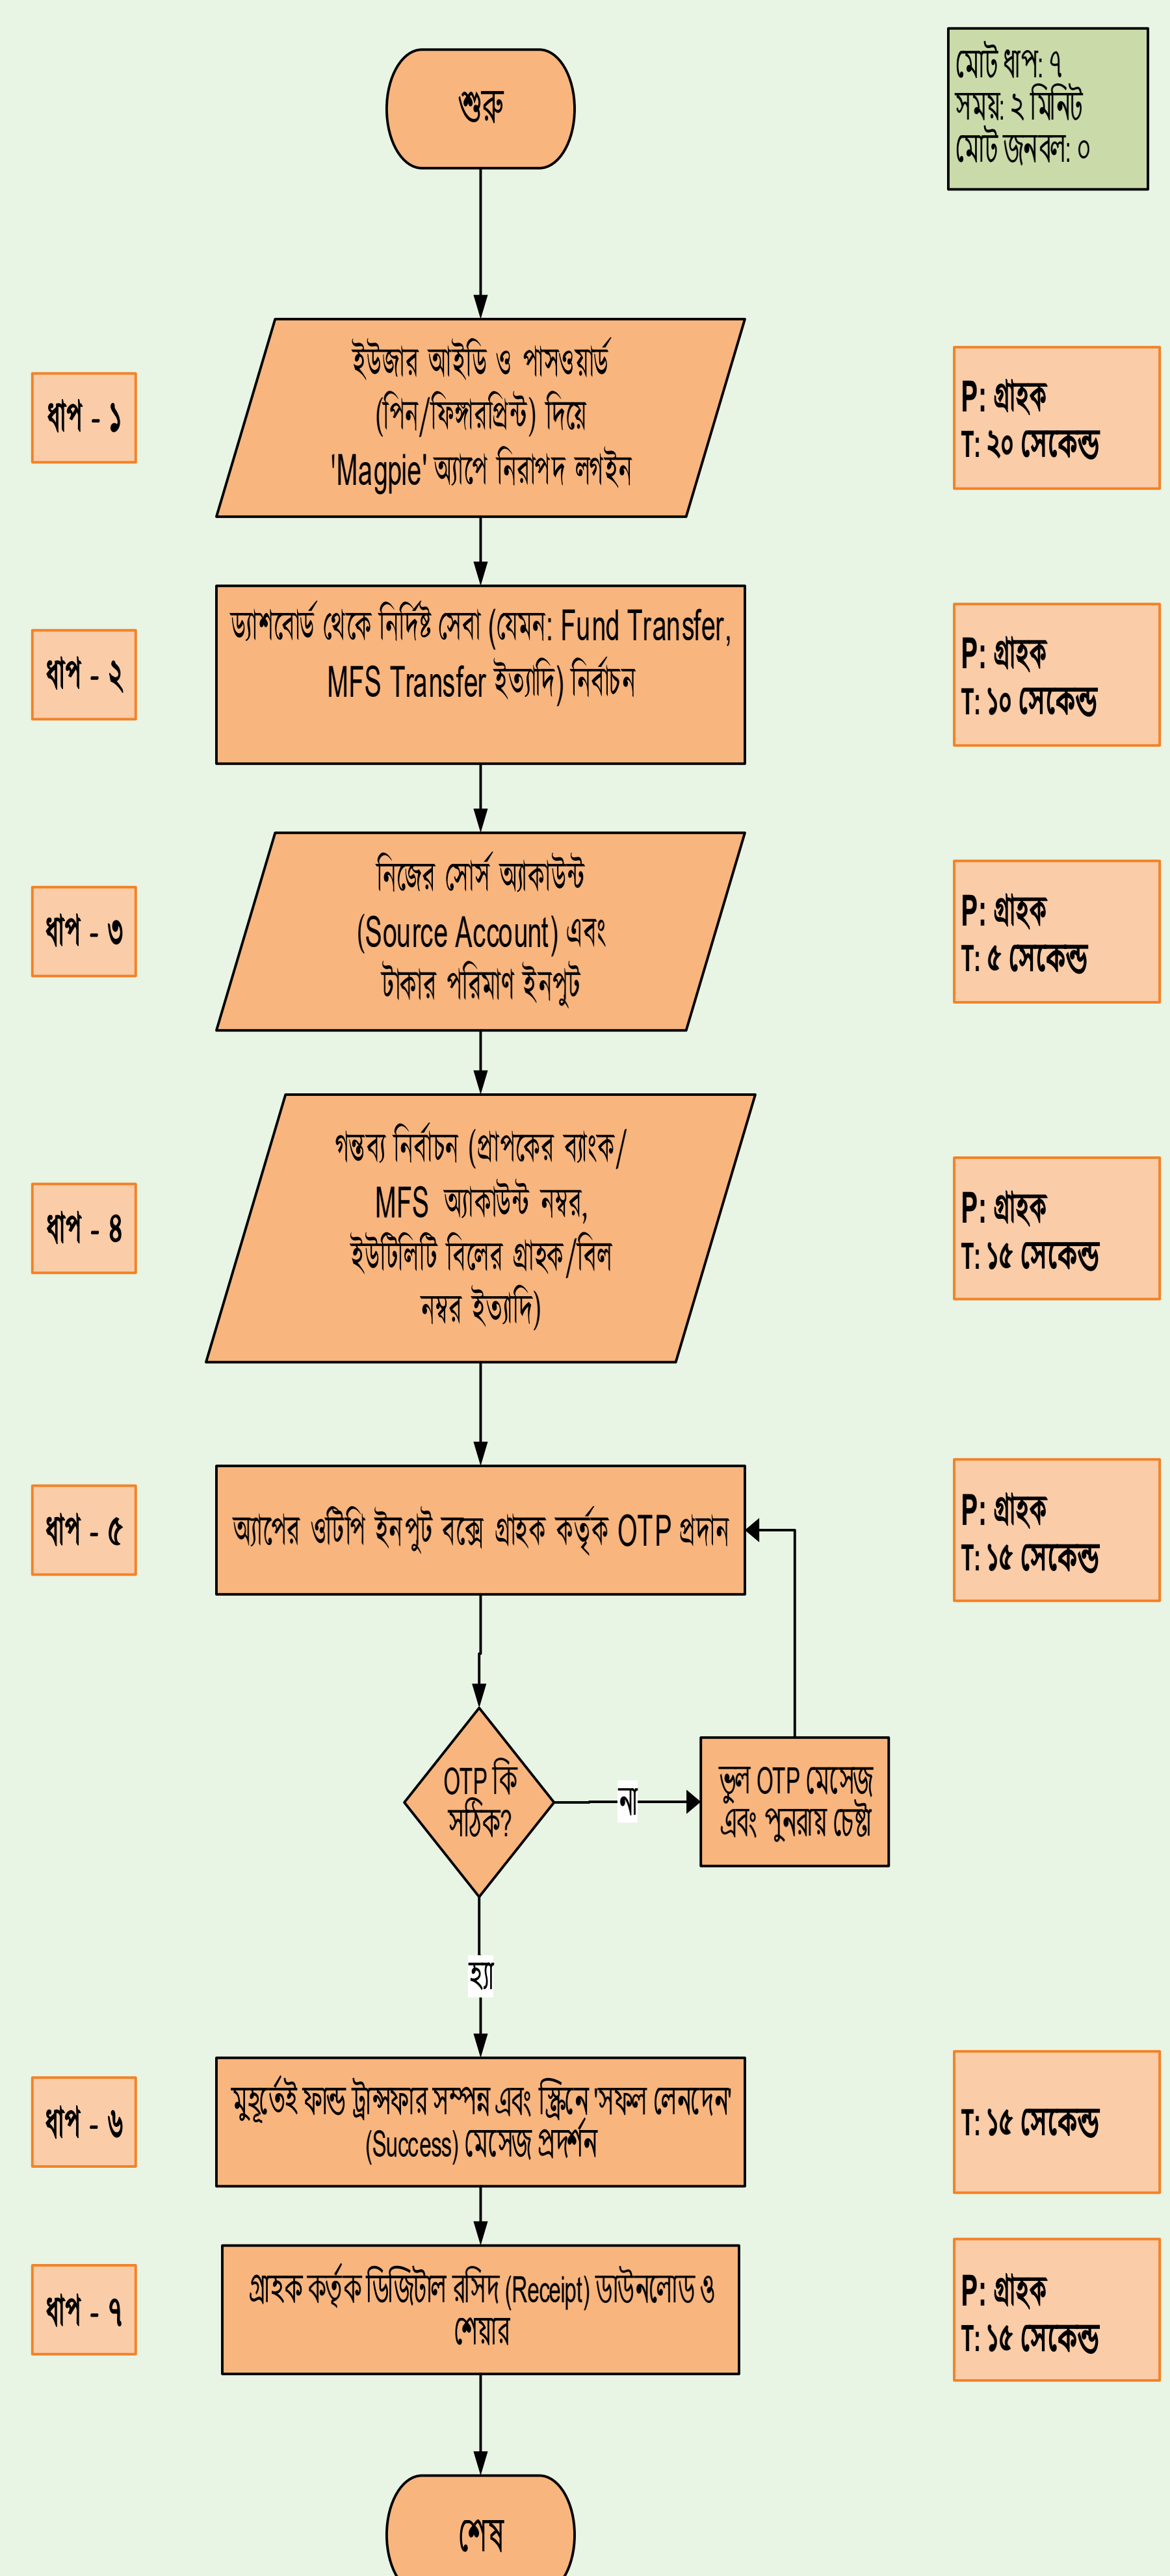 শুরু
মোট ধাপ: ৭
সময়: ২ মিনিট
মোট জনবল: ০
ধাপ - ১
ইউজার আইডি ও পাসওয়ার্ড
(পিন/ফিঙ্গারপ্রিন্ট) দিয়ে
'Magpie' অ্যাপে নিরাপদ লগইন
P: গ্রাহক
T: ২০ সেকেন্ড
ধাপ - ২
ড্যাশবোর্ড থেকে নির্দিষ্ট সেবা (যেমন: Fund Transfer,
MFS Transfer ইত্যাদি) নির্বাচন
P: গ্রাহক
T: ১০ সেকেন্ড
ধাপ - ৩
নিজের সোর্স অ্যাকাউন্ট
(Source Account) এবং
টাকার পরিমাণ ইনপুট
P: গ্রাহক
T: ৫ সেকেন্ড
ধাপ - ৪
গন্তব্য নির্বাচন (প্রাপকের ব্যাংক/
MFS অ্যাকাউন্ট নম্বর,
ইউটিলিটি বিলের গ্রাহক/বিল
নম্বর ইত্যাদি)
P: গ্রাহক
T: ১৫ সেকেন্ড
ধাপ - ৫
অ্যাপের ওটিপি ইনপুট বক্সে গ্রাহক কর্তৃক OTP প্রদান
P: গ্রাহক
T: ১৫ সেকেন্ড
OTP কি
সঠিক?
না
ভুল OTP মেসেজ
এবং পুনরায় চেষ্টা
হ্যা
ধাপ - ৬
মুহূর্তেই ফান্ড ট্রান্সফার সম্পন্ন এবং স্ক্রিনে 'সফল লেনদেন'
(Success) মেসেজ প্রদর্শন
T: ১৫ সেকেন্ড
ধাপ - ৭
গ্রাহক কর্তৃক ডিজিটাল রসিদ (Receipt) ডাউনলোড ও
শেয়ার
P: গ্রাহক
T: ১৫ সেকেন্ড
শেষ